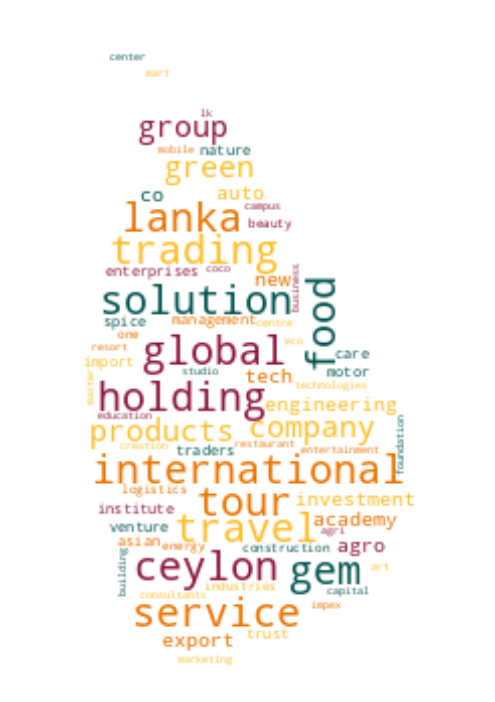 center
mart
lk
group
mobile nature
green
co auto
campus
lanka beauty
trading
enterprises coco
new business
solution food
spice management centre
one eco
resort global care
import studio tech motor
master technologies
holding engineering
education
products company
creation traders restaurant entertainment foundation
international
logistics tour investment
institute academy
venture travel agri
asian energy construction agro
building ceylon gem art
industries capital
consultants
service impex
export trust
marketing